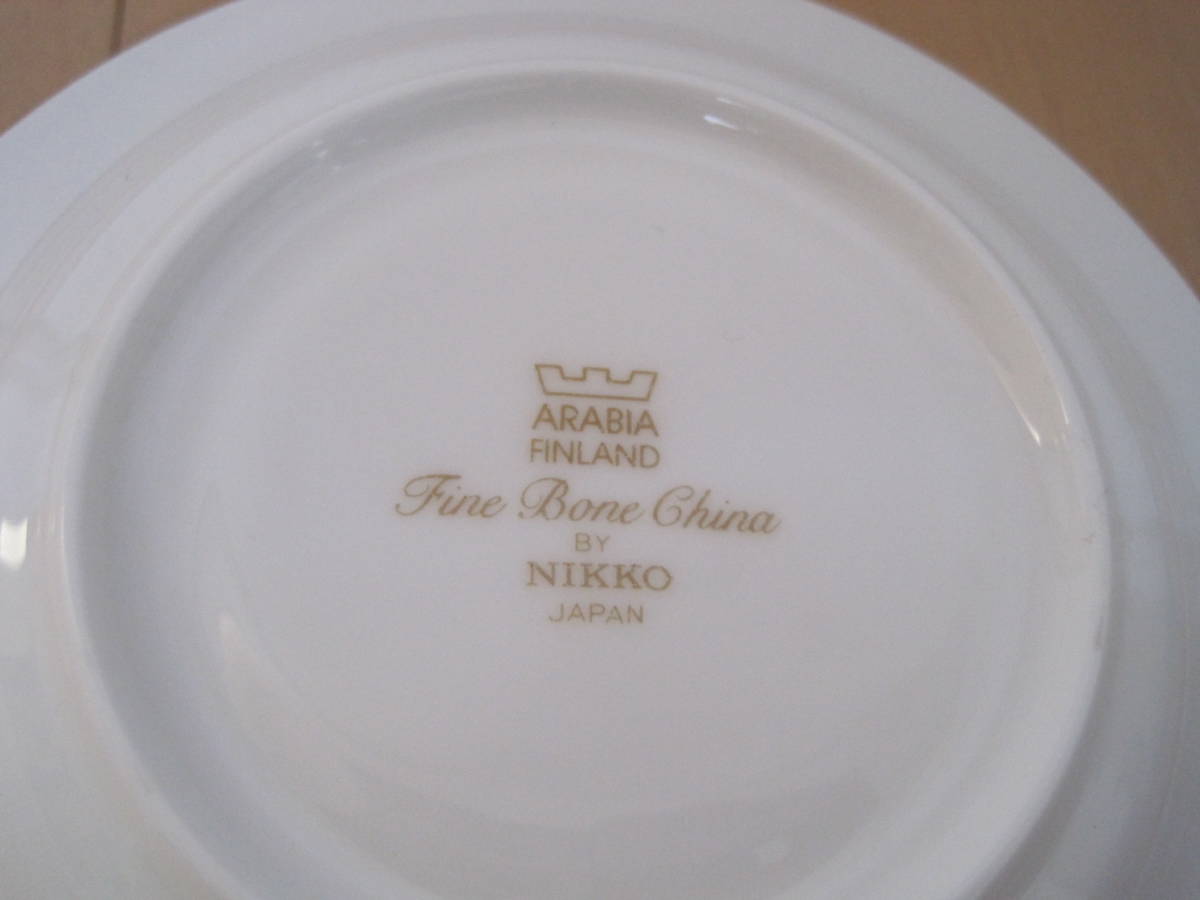 ARABIA
FINLAND
Fine Bone China
BY
NIKKO
JAPAN